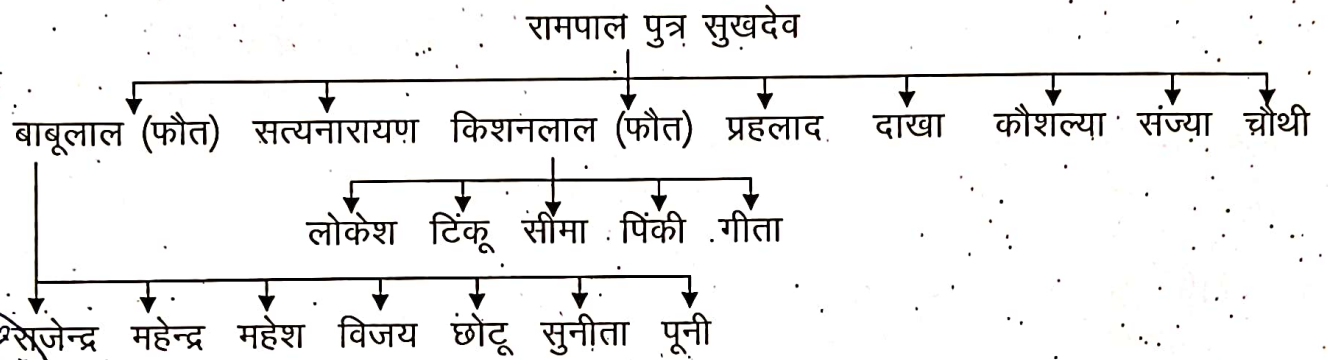 रामपाल पुत्र सुखदेव
बाबूलाल (फौत) सत्यनारायण किशनलाल (फौत) प्रहलाद दाखा कौशल्या संज्या चौथी
लोकेश टिंकू सीमा पिंकी गीता
महेन्द्र महेश विजय छोटू सुनीता पूनी